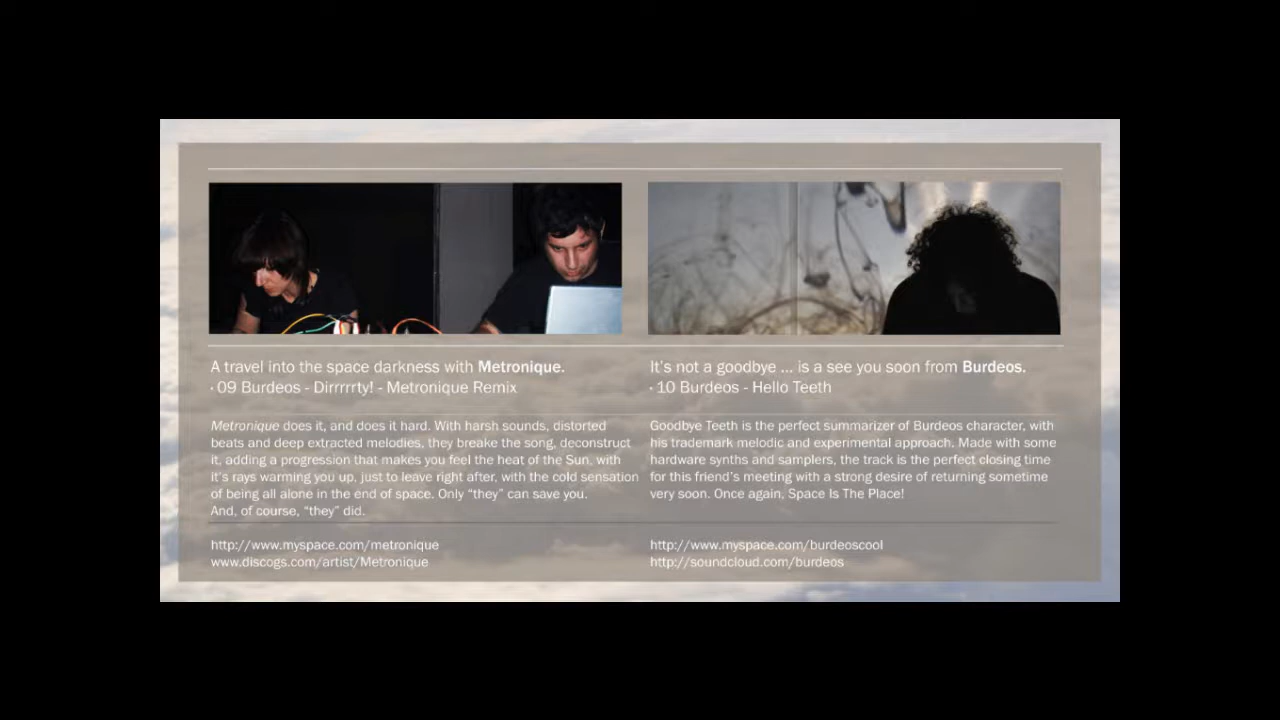 A travel into the space darkness with Metronique.
· 09 Burdeos - Dirrrrrty! - Metronique Remix
Metronique does it, and does it hard. With harsh sounds, distorted
beats and deep extracted melodies, they breake the song, deconstruct
it, adding a progression that makes you feel the heat of the Sun, with
it's rays warming you up, just to leave right after, with the cold sensation
of being all alone in the end of space. Only “they” can save you.
And, of course, “they” did.
http://www.myspace.com/metronique
www.discogs.com/artist/Metronique
It's not a goodbye ... is a see you soon from Burdeos.
· 10 Burdeos - Hello Teeth
Goodbye Teeth is the perfect summarizer of Burdeos character, with
his trademark melodic and experimental approach. Made with some
hardware synths and samplers, the track is the perfect closing time
for this friend's meeting with a strong desire of returning sometime
very soon. Once again, Space Is The Place!
http://www.myspace.com/burdeoscool
http://soundcloud.com/burdeos